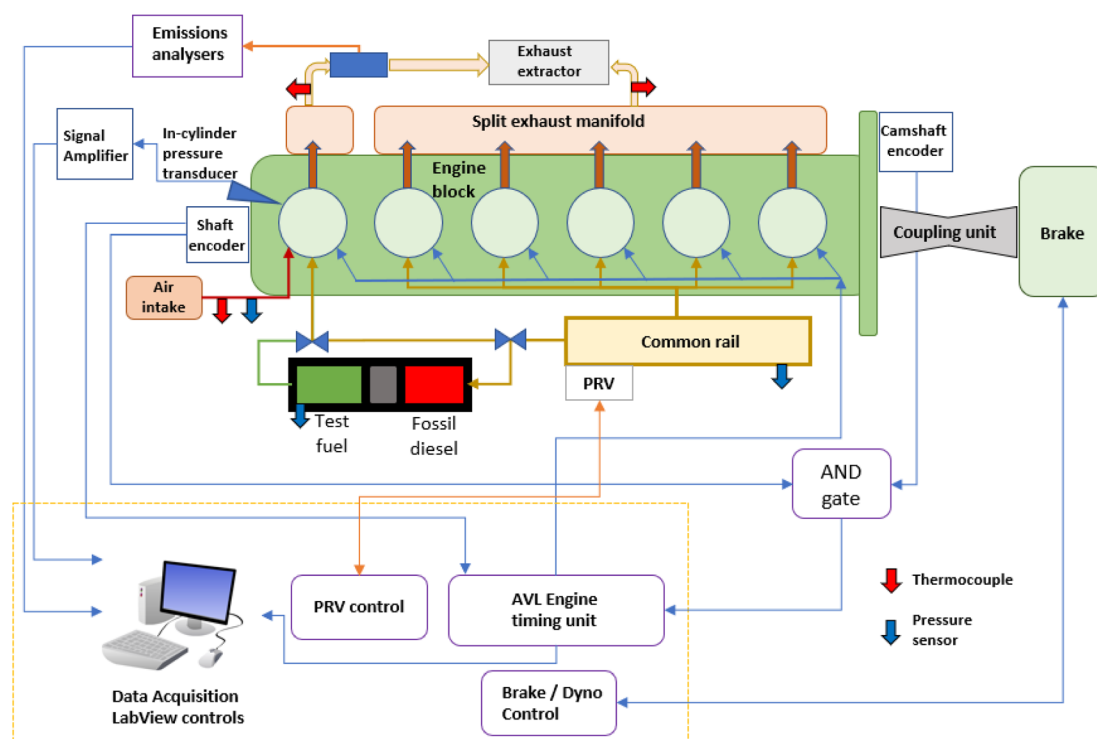 Emissions
analysers
Exhaust
extractor
Signal
Amplifier
In-cylinder
pressure
transducer
Split exhaust manifold
Camshaft
encoder
Engine
block
Shaft
encoder
Coupling unit
Brake
Air
intake
Common rail
PRV
Test
fuel
Fossil
diesel
AND
gate
PRV control
AVL Engine
timing unit
Thermocouple
Pressure
sensor
Data Acquisition
LabView controls
Brake / Dyno
Control